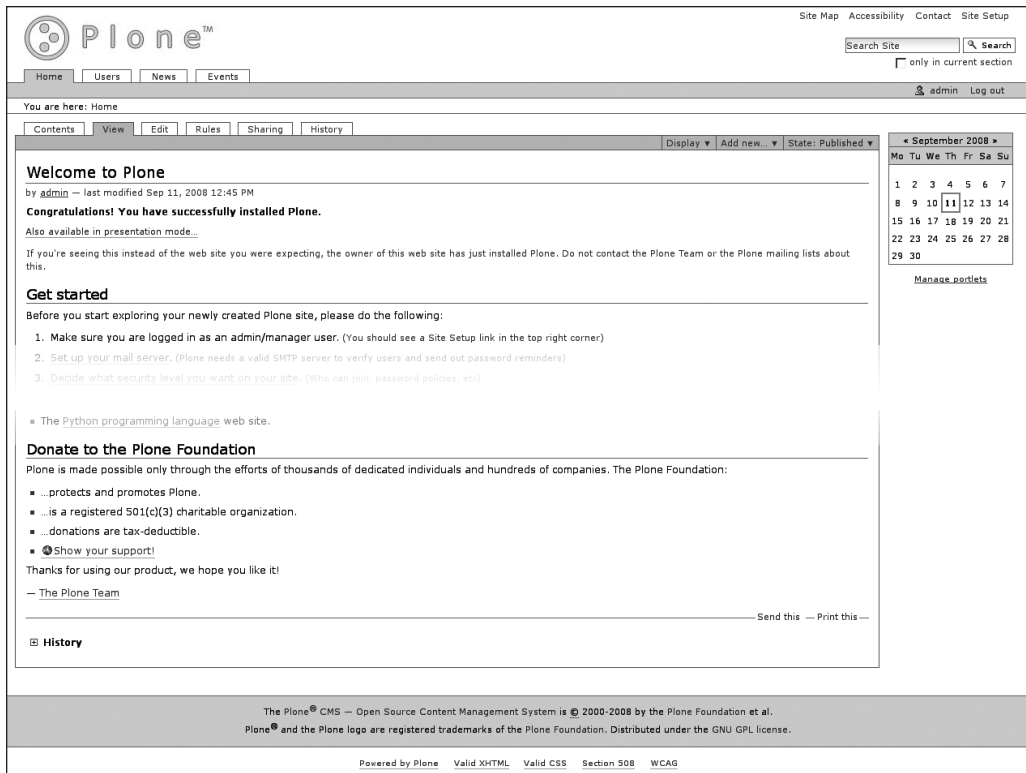 Site Map Accessibility Contact Site Setup
Plone™
Search Site Search
only in current section
Home Users News Events
admin Log out
You are here: Home
Contents View Edit Rules Sharing History
Display ▼ Add new... ▼ State: Published ▼
« September 2008 »
Mo Tu We Th Fr Sa Su
1 2 3 4 5 6 7
8 9 10 11 12 13 14
15 16 17 18 19 20 21
22 23 24 25 26 27 28
29 30
Manage portlets
Welcome to Plone
by admin — last modified Sep 11, 2008 12:45 PM
Congratulations! You have successfully installed Plone.
Also available in presentation mode...
If you're seeing this instead of the web site you were expecting, the owner of this web site has just installed Plone. Do not contact the Plone Team or the Plone mailing lists about
this.
Get started
Before you start exploring your newly created Plone site, please do the following:
1. Make sure you are logged in as an admin/manager user. (You should see a Site Setup link in the top right corner)
2. Set up your mail server. (Plone needs a valid SMTP server to verify users and send out password reminders)
3. Decide what security level you want on your site. (Who can join, password policies, etc)
▪ The Python programming language web site.
Donate to the Plone Foundation
Plone is made possible only through the efforts of thousands of dedicated individuals and hundreds of companies. The Plone Foundation:
▪ ...protects and promotes Plone.
▪ ...is a registered 501(c)(3) charitable organization.
▪ ...donations are tax-deductible.
▪ Show your support!
Thanks for using our product, we hope you like it!
— The Plone Team
Send this — Print this —
History
The Plone® CMS — Open Source Content Management System is © 2000-2008 by the Plone Foundation et al.
Plone® and the Plone logo are registered trademarks of the Plone Foundation. Distributed under the GNU GPL license.
Powered by Plone Valid XHTML Valid CSS Section 508 WCAG